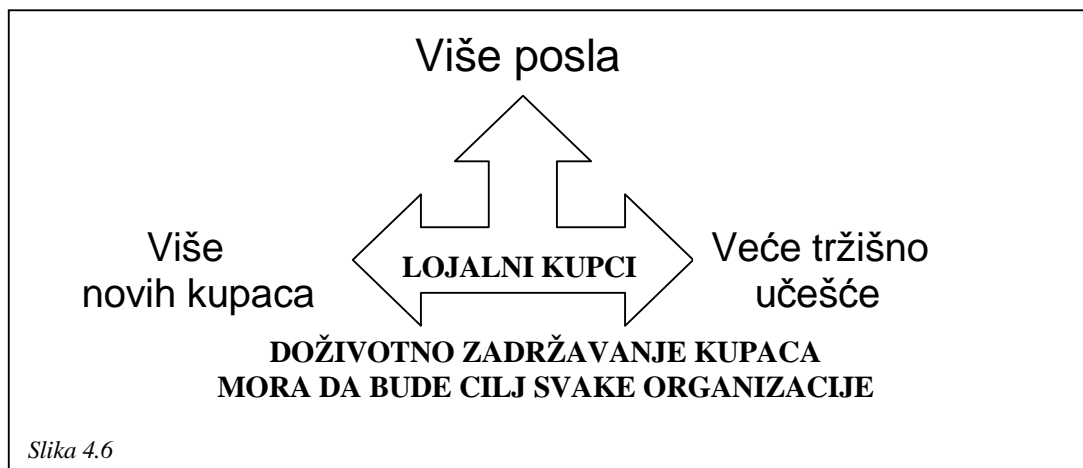 Više posla
Više
novih kupaca
LOJALNI KUPCI
Veće tržišno
učešće
DOŽIVOTNO ZADRŽAVANJE KUPACA
MORA DA BUDE CILJ SVAKE ORGANIZACIJE
Slika 4.6